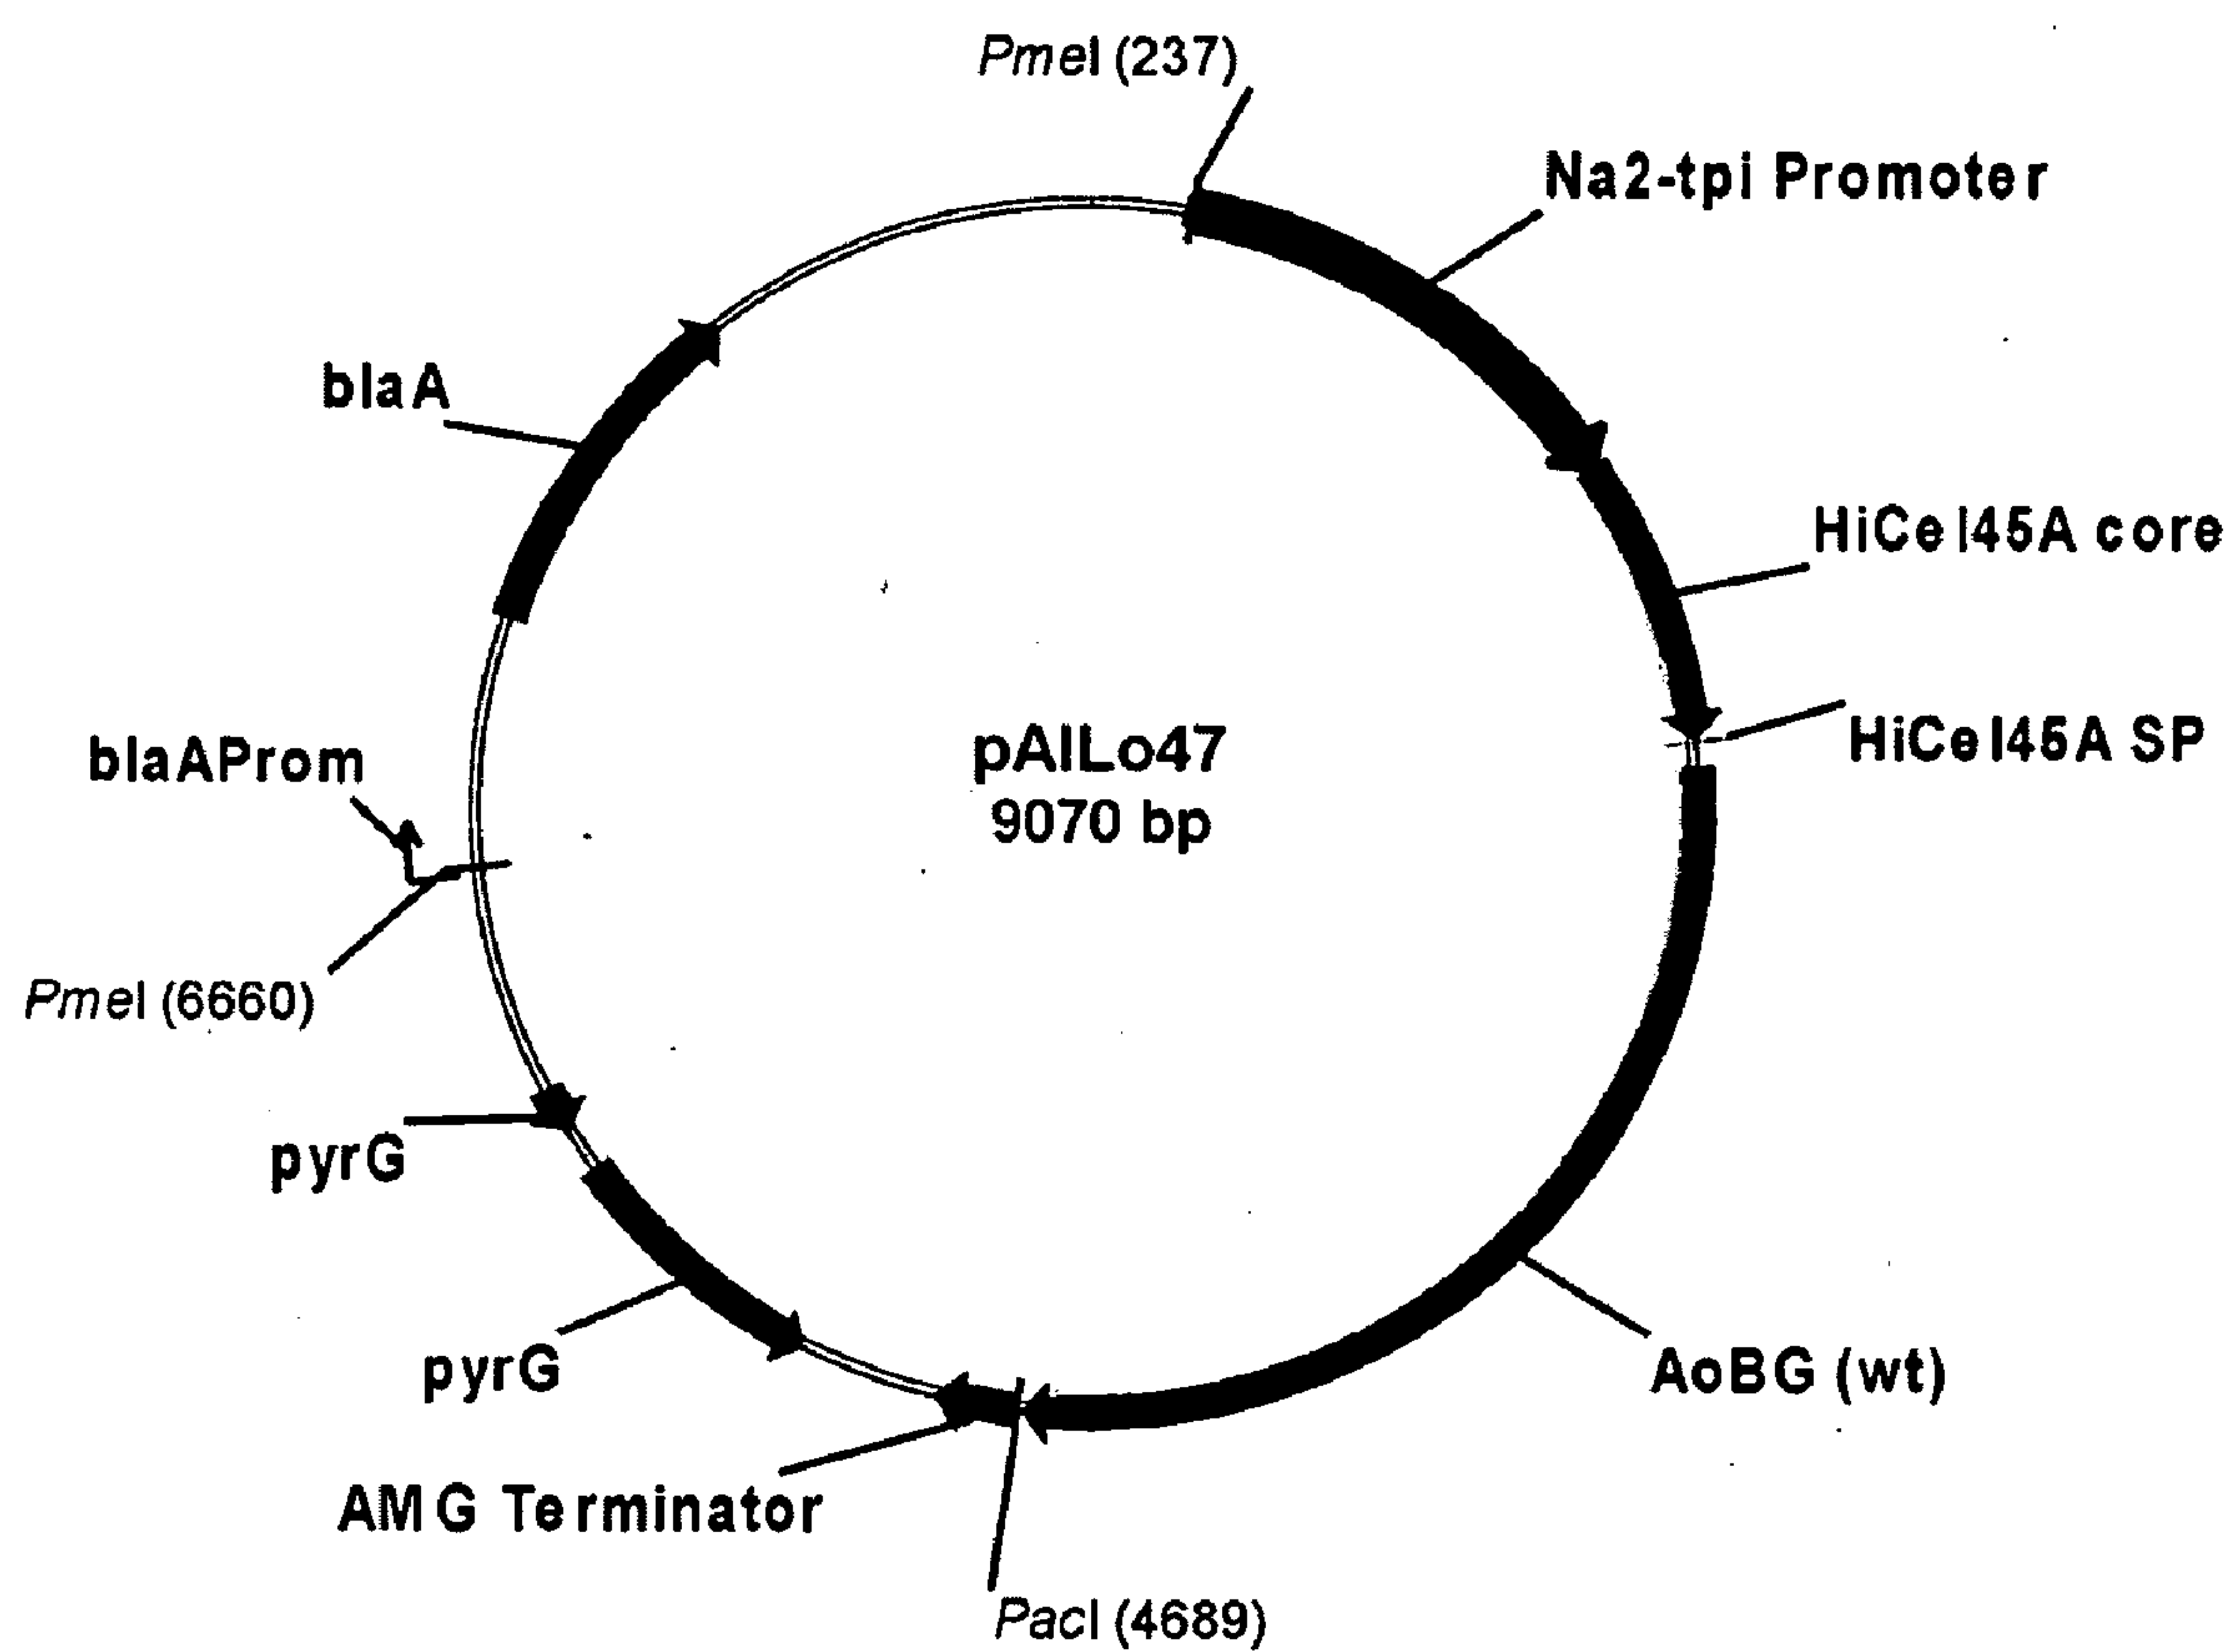 PmeI (237)
Na2-tpi Promoter
blaA
HiCel45A core
HiCel45A SP
pAILo47
9070 bp
blaAProm
PmeI (6660)
pyrG
pyrG
AoBG (wt)
AMG Terminator
PacI (4689)